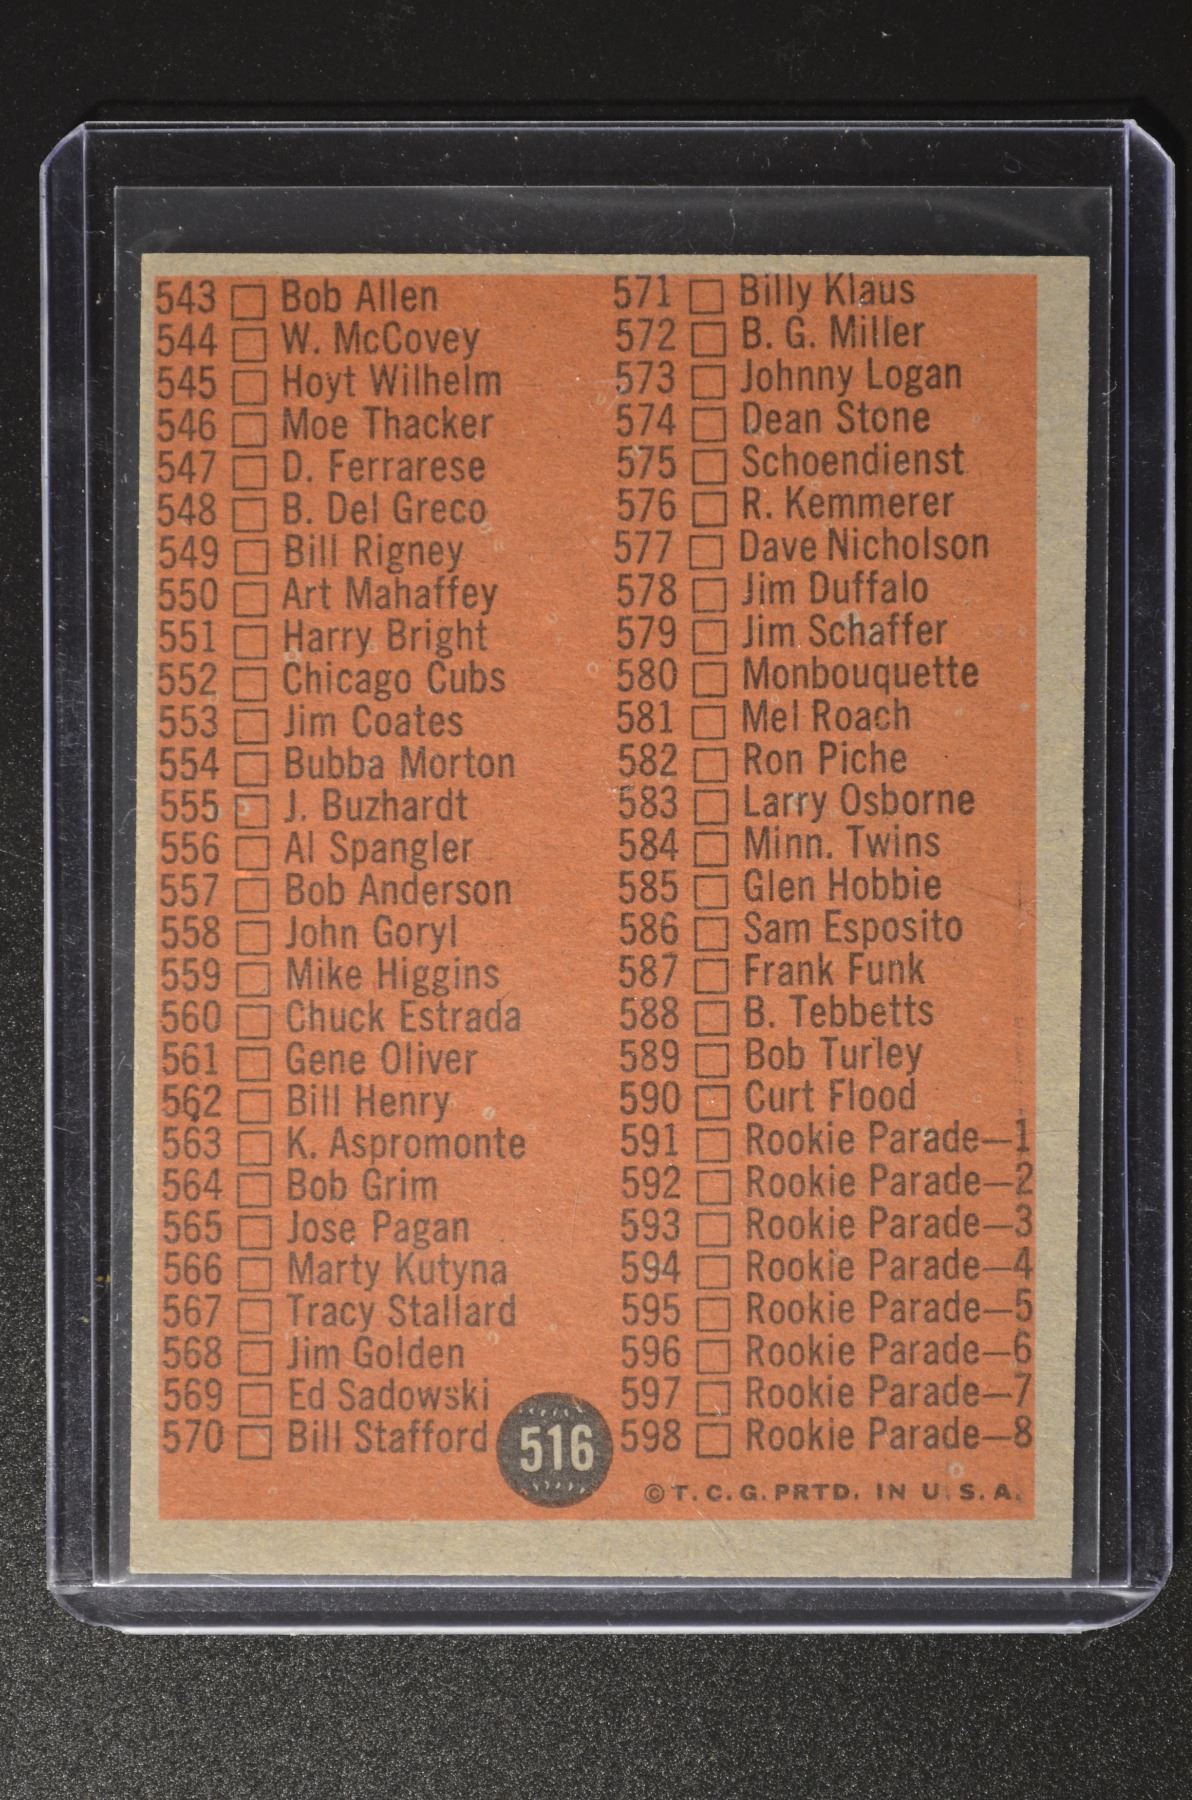 543 Bob Allen
544 W. McCovey
545 Hoyt Wilhelm
546 Moe Thacker
547 D. Ferrarese
548 B. Del Greco
549 Bill Rigney
550 Art Mahaffey
551 Harry Bright
552 Chicago Cubs
553 Jim Coates
554 Bubba Morton
555 J. Buzhardt
556 Al Spangler
557 Bob Anderson
558 John Goryl
559 Mike Higgins
560 Chuck Estrada
561 Gene Oliver
562 Bill Henry
563 K. Aspromonte
564 Bob Grim
565 Jose Pagan
566 Marty Kutyna
567 Tracy Stallard
568 Jim Golden
569 Ed Sadowski
570 Bill Stafford
571 Billy Klaus
572 B. G. Miller
573 Johnny Logan
574 Dean Stone
575 Schoendienst
576 R. Kemmerer
577 Dave Nicholson
578 Jim Duffalo
579 Jim Schaffer
580 Monbouquette
581 Mel Roach
582 Ron Piche
583 Larry Osborne
584 Minn. Twins
585 Glen Hobbie
586 Sam Esposito
587 Frank Funk
588 B. Tebbetts
589 Bob Turley
590 Curt Flood
591 Rookie Parade—1
592 Rookie Parade—2
593 Rookie Parade—3
594 Rookie Parade—4
595 Rookie Parade—5
596 Rookie Parade—6
597 Rookie Parade—7
598 Rookie Parade—8
516
© T. C. G. PRTD. IN U. S. A.